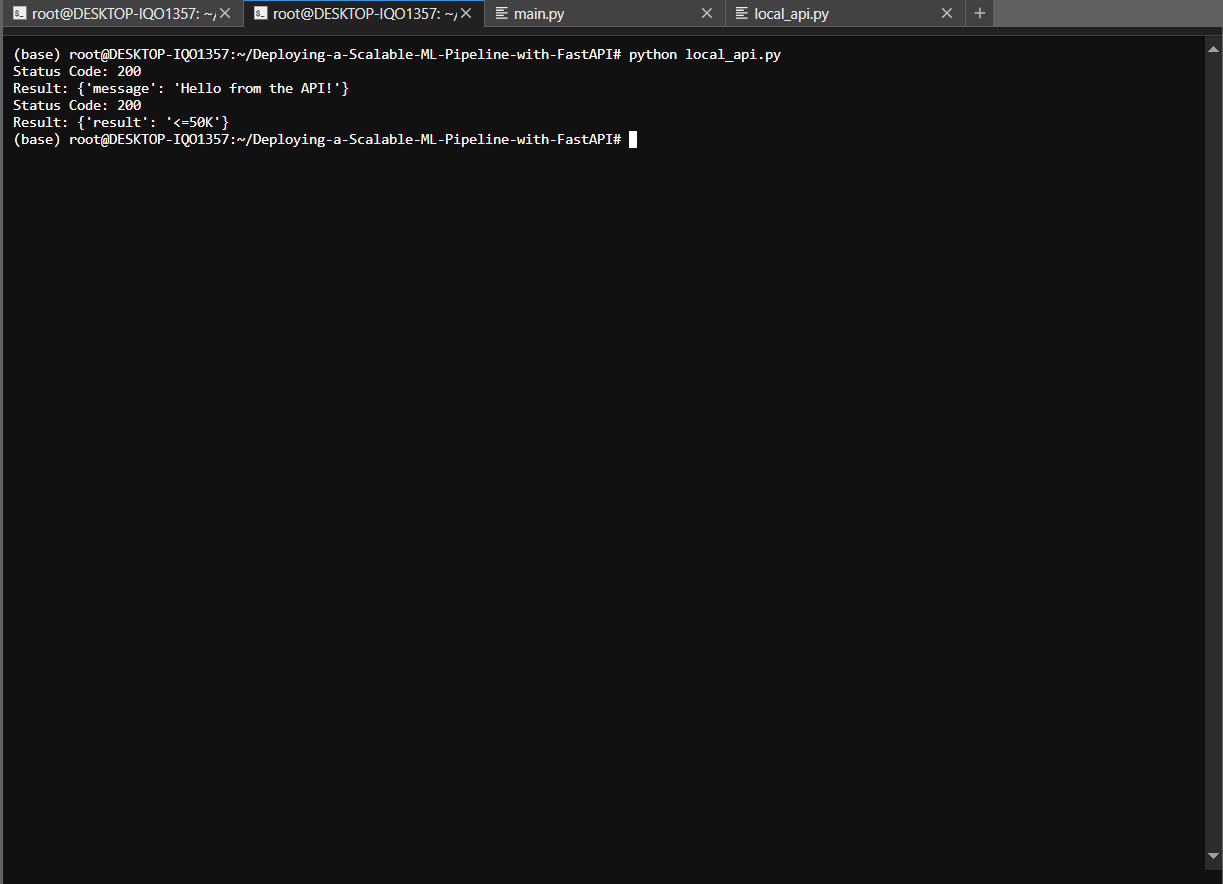 root@DESKTOP-IQO1357: ~/
root@DESKTOP-IQO1357: ~/
main.py
local_api.py
(base) root@DESKTOP-IQO1357:~/Deploying-a-Scalable-ML-Pipeline-with-FastAPI# python local_api.py
Status Code: 200
Result: {'message': 'Hello from the API!'}
Status Code: 200
Result: {'result': '<=50K'}
(base) root@DESKTOP-IQO1357:~/Deploying-a-Scalable-ML-Pipeline-with-FastAPI#